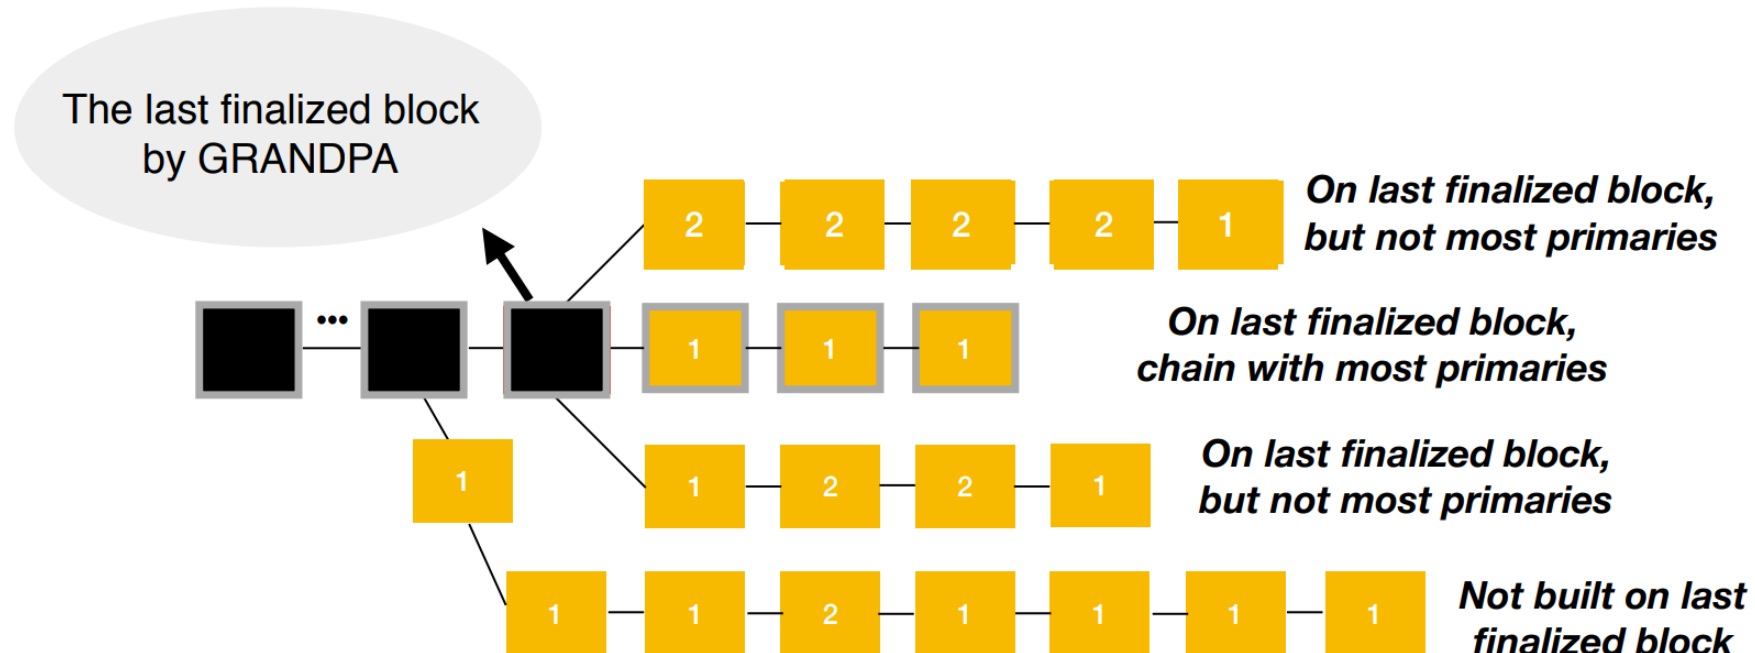 The last finalized block
by GRANDPA
2 2 2 2 1
On last finalized block,
but not most primaries
...
1 1 1
On last finalized block,
chain with most primaries
1
1 2 2 1
On last finalized block,
but not most primaries
1 1 2 1 1 1 1
Not built on last
finalized block